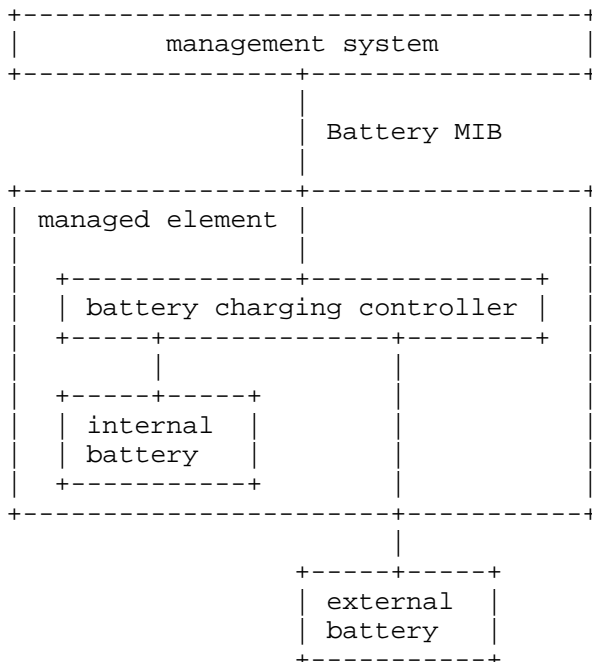 management system
Battery MIB
managed element
battery charging controller
internal
battery
external
battery